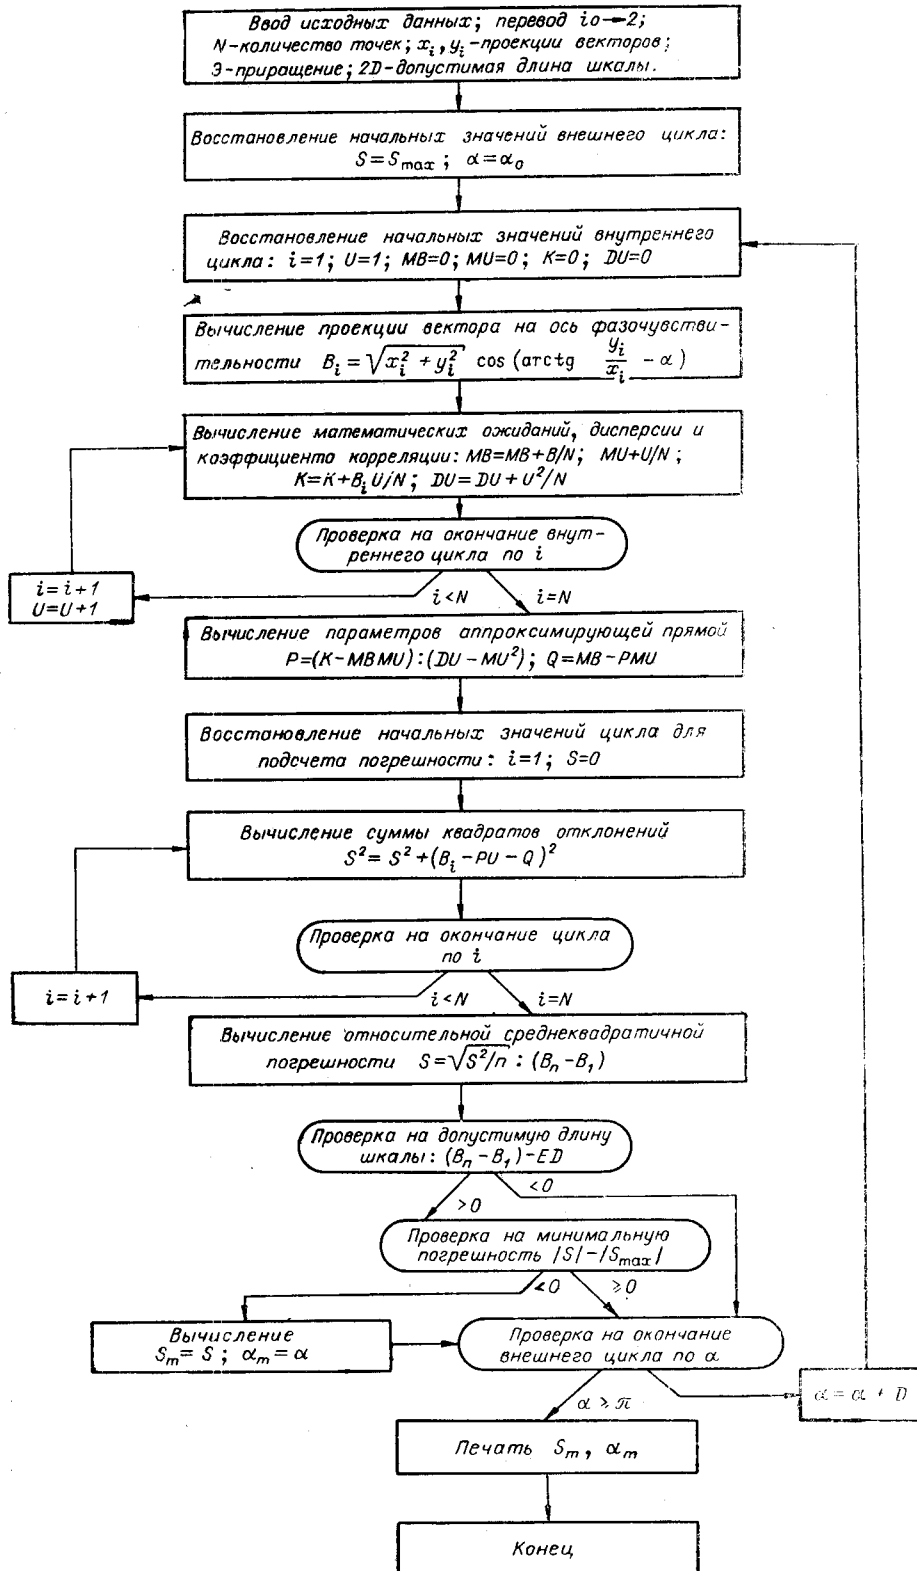 Ввод исходных данных; перевод io→2;
N-количество точек; xᵢ, yᵢ-проекции векторов;
Э-приращение; 2D-допустимая длина шкалы.
Восстановление начальных значений внешнего цикла:
S=Sₘₐₓ; α=α₀
Восстановление начальных значений внутреннего
цикла: i=1; U=1; MB=0; MU=0; K=0; DU=0
Вычисление проекции вектора на ось фазочувстви-
тельности Bᵢ=√(xᵢ²+yᵢ²) cos(arctg yᵢ/xᵢ - α)
Вычисление математических ожиданий, дисперсии и
коэффициенто корреляции: MB=MB+B/N; MU+U/N;
K=K+BᵢU/N; DU=DU+U²/N
Проверка на окончание внут-
реннего цикла по i
i=i+1
U=U+1
i<N
i=N
Вычисление параметров аппроксимирующей прямой
P=(K-MBMU):(DU-MU²); Q=MB-PMU
Восстановление начальных значений цикла для
подсчета погрешности: i=1; S=0
Вычисление суммы квадратов отклонений
S²=S²+(Bᵢ-PU-Q)²
Проверка на окончание цикла
по i
i=i+1
i<N
i=N
Вычисление относительной среднеквадратичной
погрешности S=√(S²/n):(Bₙ-B₁)
Проверка на допустимую длину
шкалы: (Bₙ-B₁)-ED
>0
<0
Проверка на минимальную
погрешность |S|-|Sₘₐₓ|
<0
≥0
Вычисление
Sₘ=S; αₘ=α
Проверка на окончание
внешнего цикла по α
α=α+D
α≥π
Печать Sₘ, αₘ
Конец